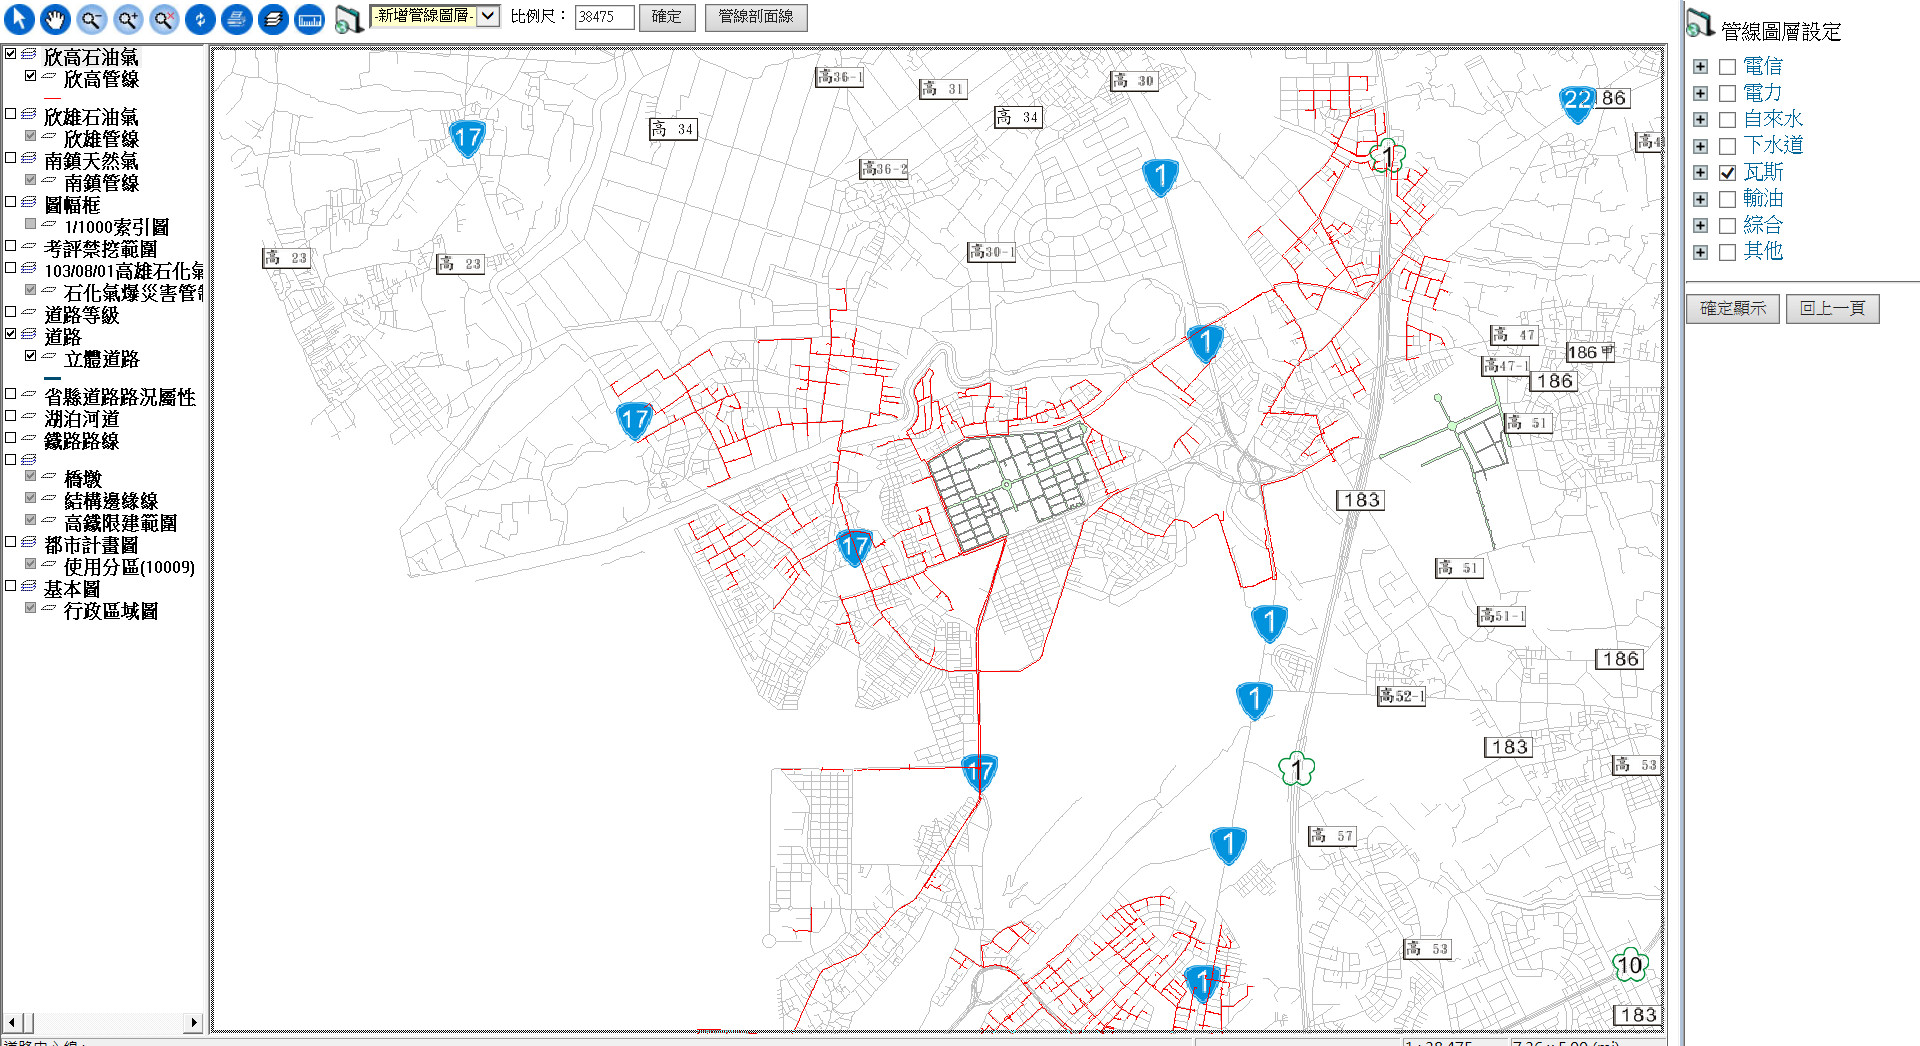 -新增管線圖層-
比例尺：
38475
確定
管線剖面線
欣高石油氣
欣高管線
欣雄石油氣
欣雄管線
南鎮天然氣
南鎮管線
圖幅框
1/1000索引圖
考評禁挖範圍
103/08/01高雄石化氣
石化氣爆災害管
道路等級
道路
立體道路
省縣道路路況屬性
湖泊河道
鐵路路線
橋墩
結構邊緣線
高鐵限建範圍
都市計畫圖
使用分區(10009)
基本圖
行政區域圖
高36-1
高 31
高 30
22
86
17
高 34
高 34
1
高36-2
1
高 23
高 23
高30-1
1
高 47
186甲
高47-1
186
17
高 51
183
17
高 51
1
高51-1
186
1
高52-1
183
17
1
高 53
1
高 57
高 53
1
10
183
管線圖層設定
電信
電力
自來水
下水道
瓦斯
輸油
綜合
其他
確定顯示
回上一頁